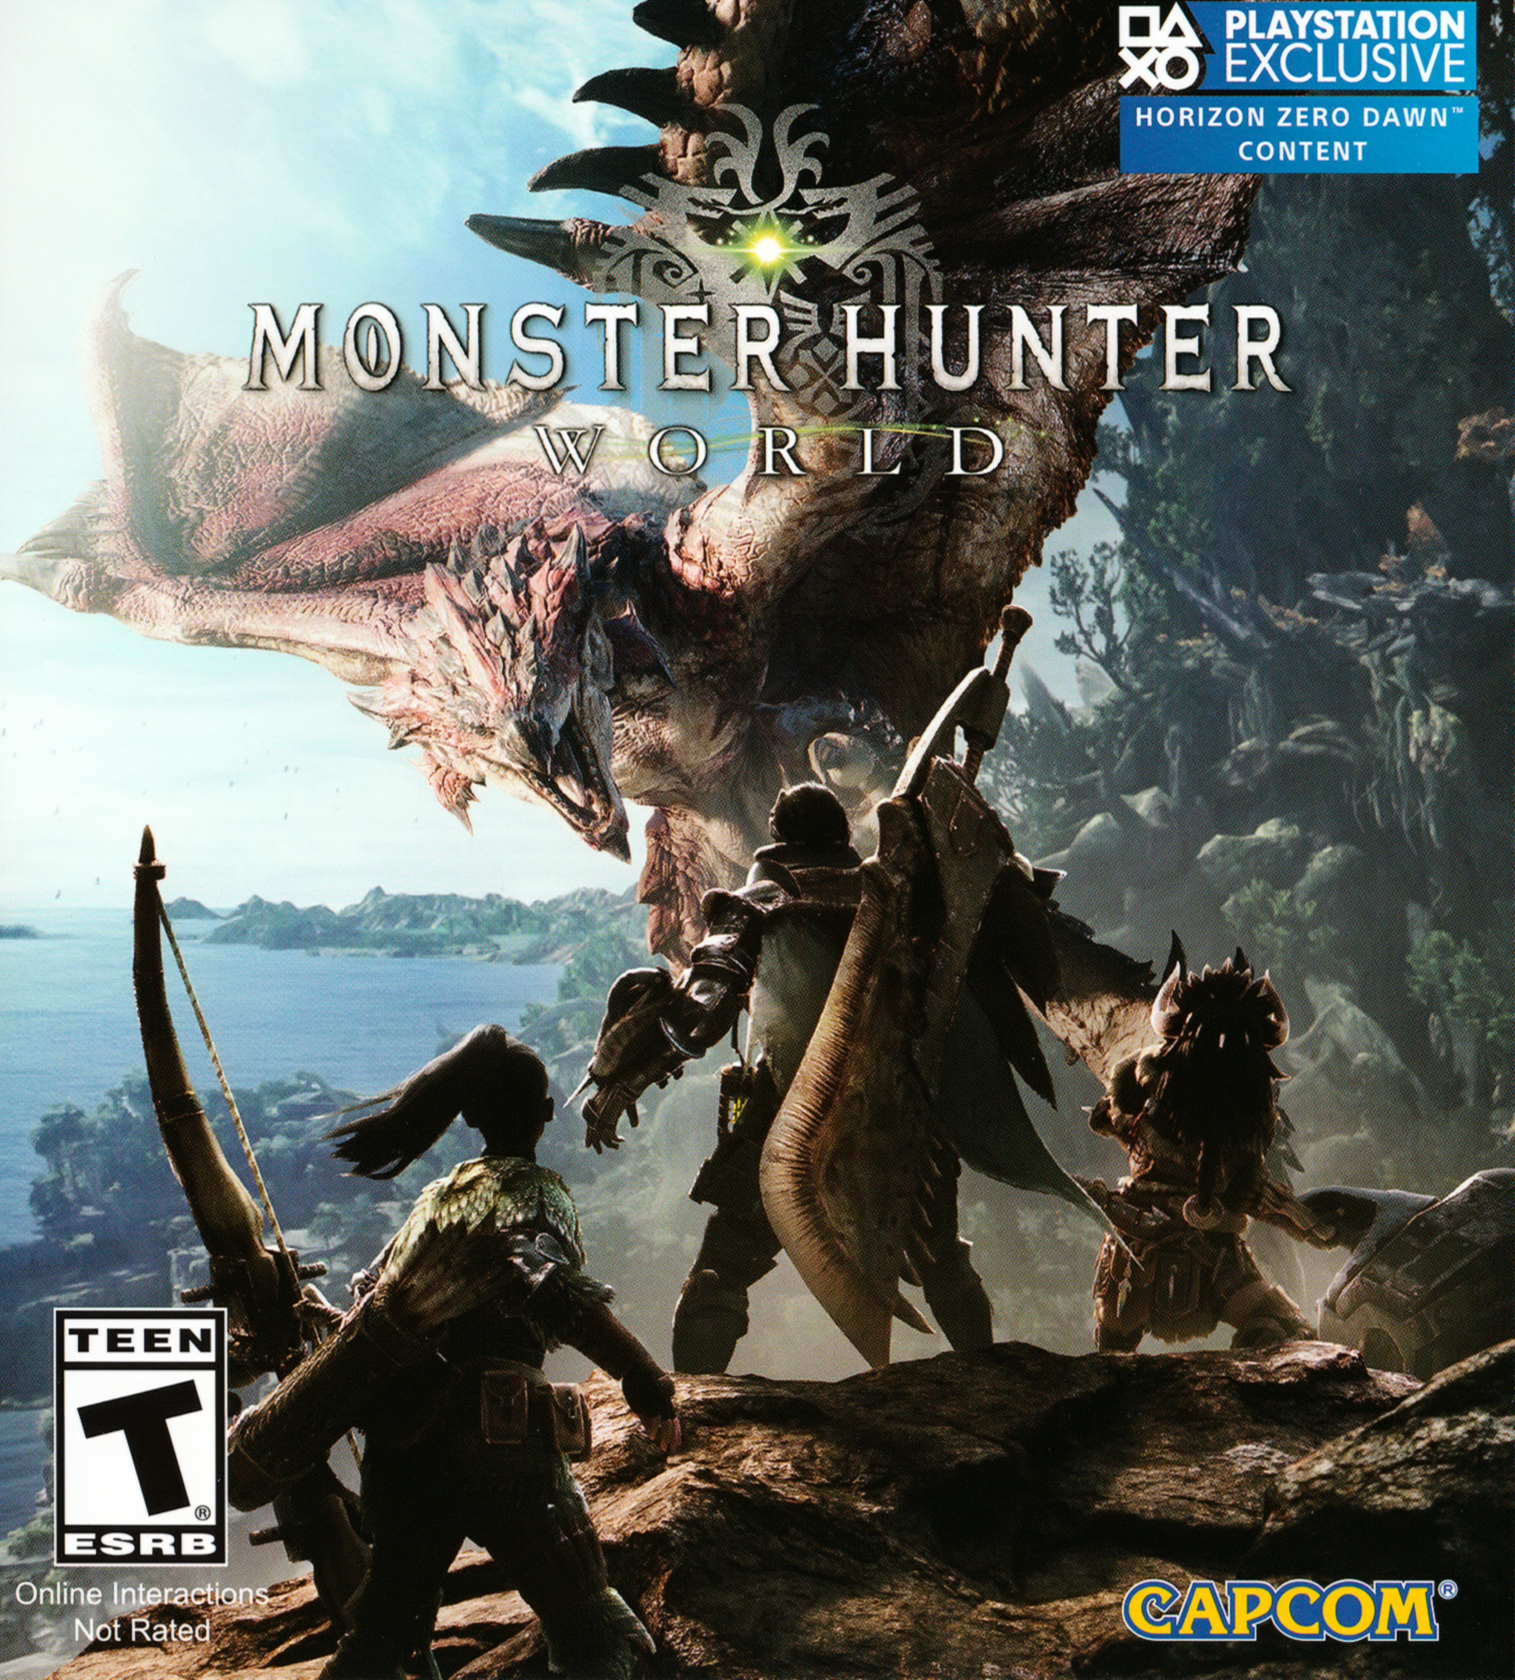 PLAYSTATION
EXCLUSIVE
HORIZON ZERO DAWN™
CONTENT
MONSTER HUNTER
WORLD
TEEN
T®
ESRB
Online Interactions
Not Rated
CAPCOM®